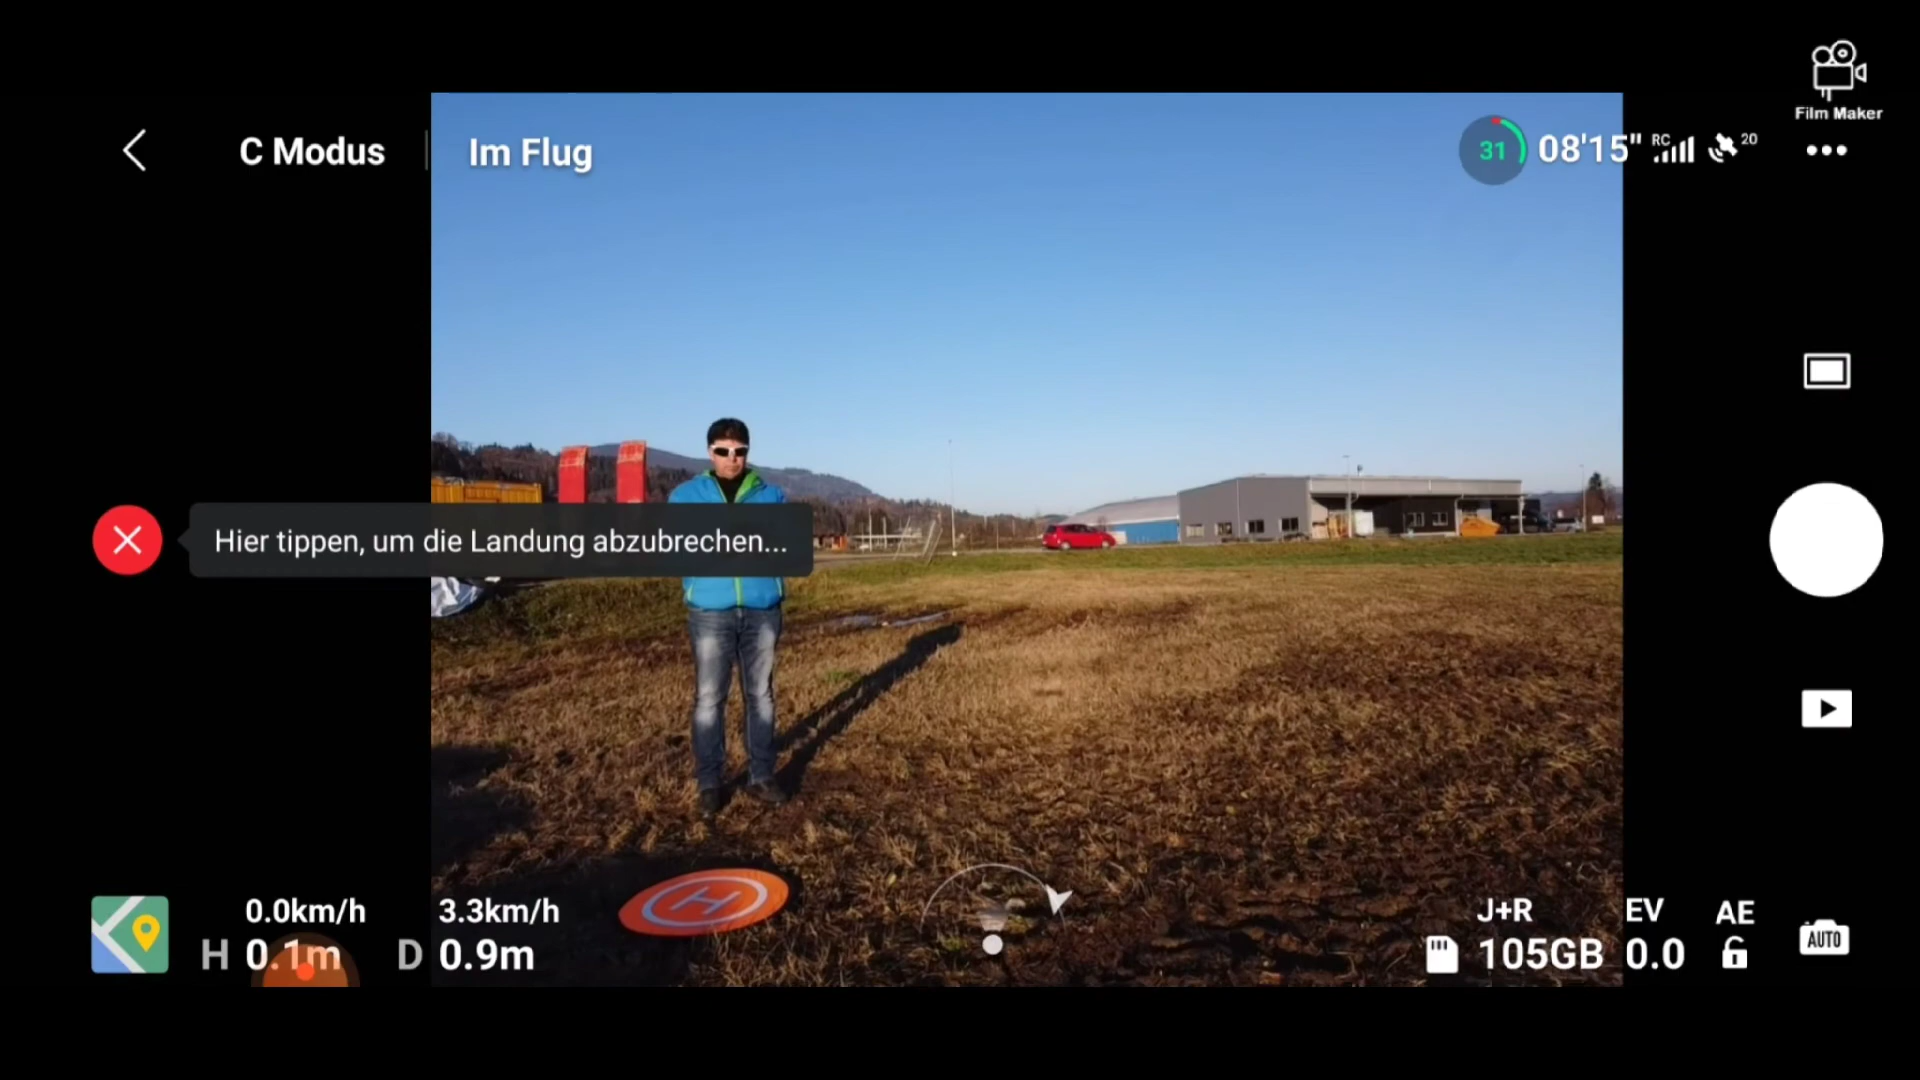 Film Maker
C Modus
Im Flug
31
08'15"
RC
20
Hier tippen, um die Landung abzubrechen...
0.0km/h
3.3km/h
H 0.1m
D 0.9m
H
J+R
EV
AE
105GB
0.0
AUTO